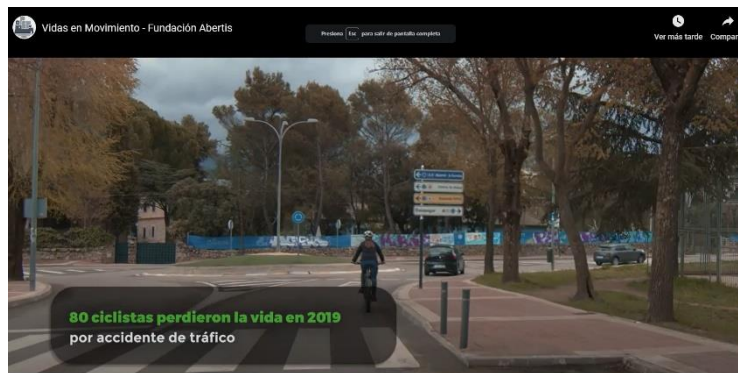 Vidas en Movimiento - Fundación Abertis
Presiona Esc para salir de pantalla completa
Ver más tarde
Compar
80 ciclistas perdieron la vida en 2019
por accidente de tráfico